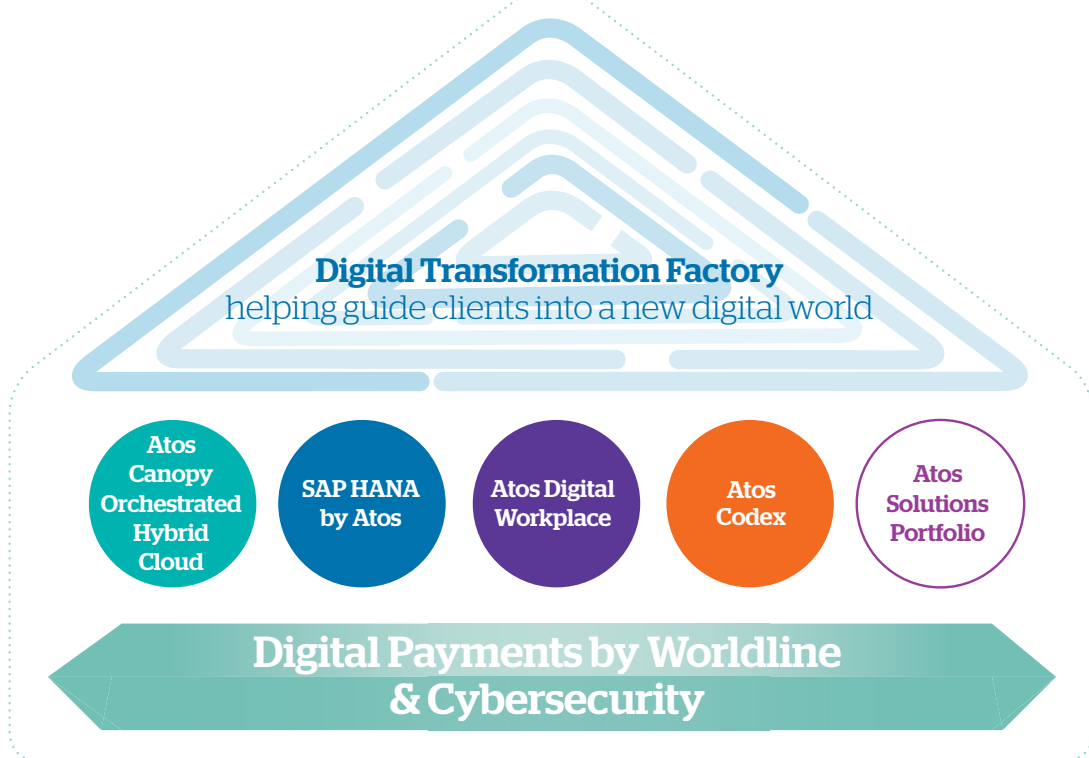 Digital Transformation Factory
helping guide clients into a new digital world
Atos
Canopy
Orchestrated
Hybrid
Cloud
SAP HANA
by Atos
Atos Digital
Workplace
Atos
Codex
Atos
Solutions
Portfolio
Digital Payments by Worldline
& Cybersecurity